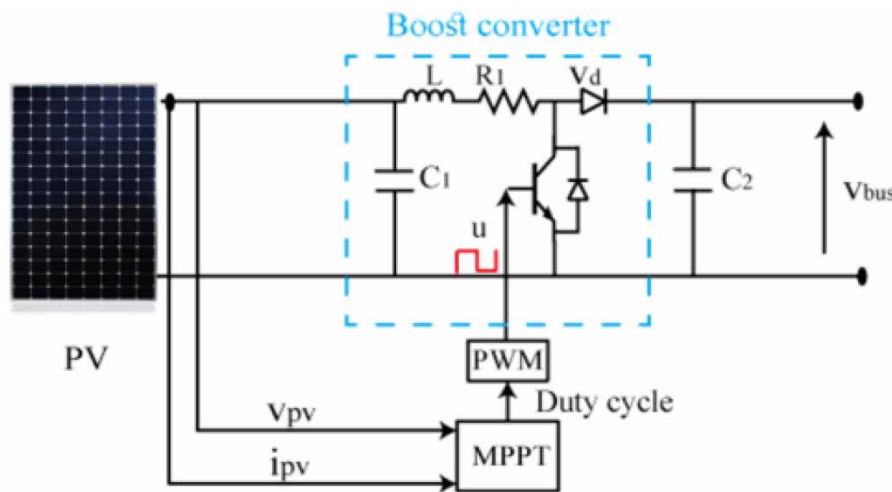 Boost converter
L
R1
Vd
C1
C2
Vbus
u
PV
PWM
Duty cycle
vpv
MPPT
ipv